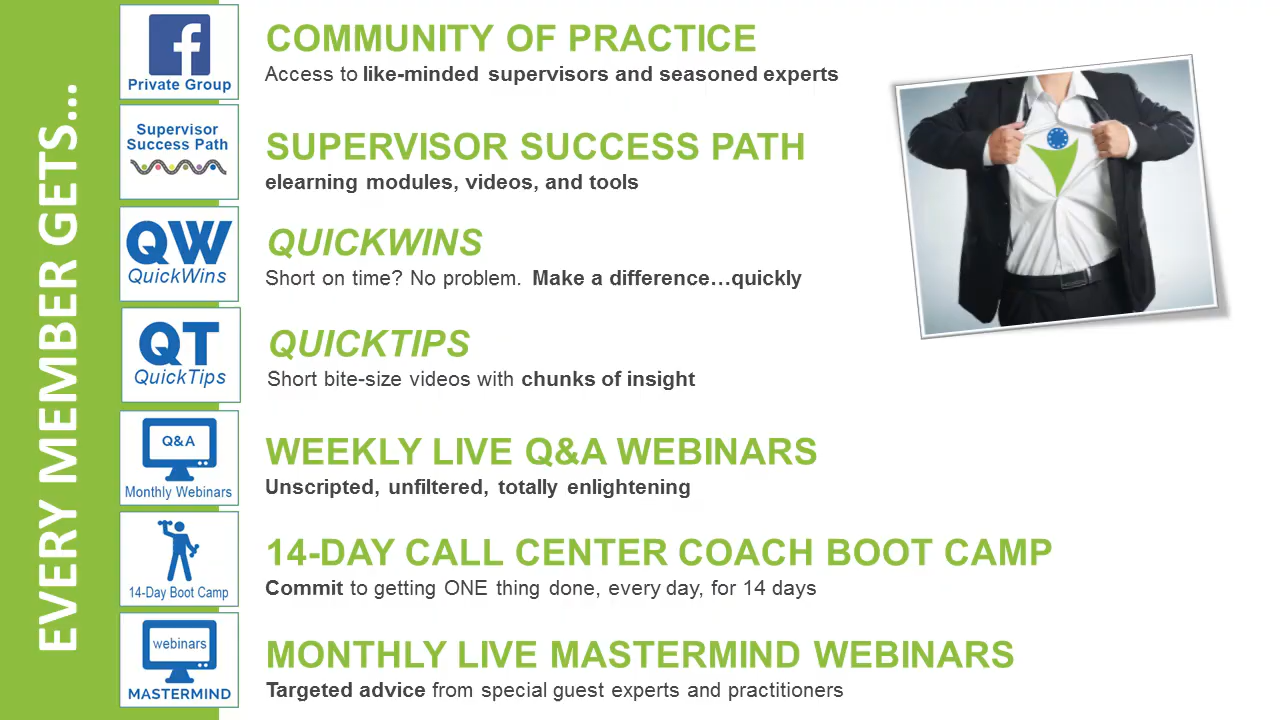 EVERY MEMBER GETS...
Private Group
COMMUNITY OF PRACTICE
Access to like-minded supervisors and seasoned experts
Supervisor
Success Path
SUPERVISOR SUCCESS PATH
elearning modules, videos, and tools
QW
QuickWins
QUICKWINS
Short on time? No problem. Make a difference...quickly
QT
QuickTips
QUICKTIPS
Short bite-size videos with chunks of insight
Q&A
Monthly Webinars
WEEKLY LIVE Q&A WEBINARS
Unscripted, unfiltered, totally enlightening
14-Day Boot Camp
14-DAY CALL CENTER COACH BOOT CAMP
Commit to getting ONE thing done, every day, for 14 days
webinars
MASTERMIND
MONTHLY LIVE MASTERMIND WEBINARS
Targeted advice from special guest experts and practitioners